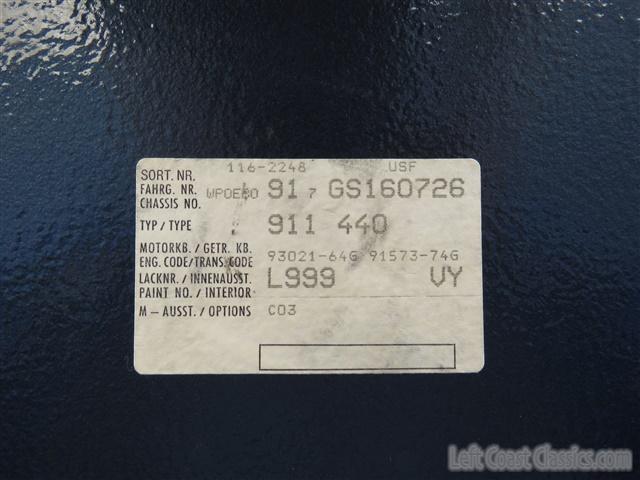 116-2248 USF
SORT. NR.
FAHRG. NR. 91 7 GS160726
CHASSIS NO.
TYP / TYPE 911 440
MOTORKB. / GETR. KB. 93021-64G 91573-74G
ENG. CODE/TRANS. CODE
LACKNR. / INNENAUSST. L999 VY
PAINT NO. / INTERIOR
M – AUSST. / OPTIONS C03
Left Coast Classics.com